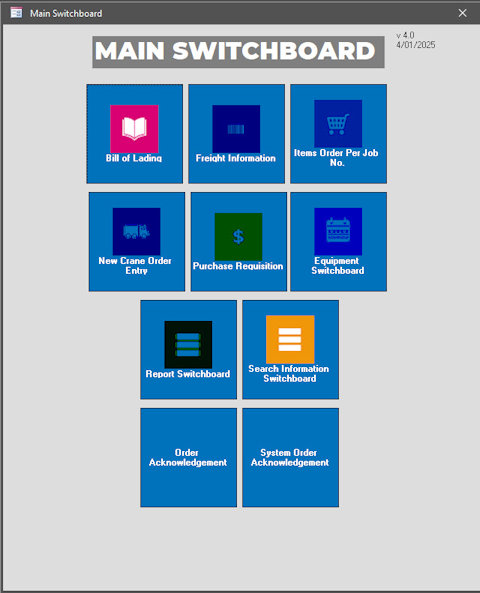 Main Switchboard
MAIN SWITCHBOARD
v 4.0
4/01/2025
Bill of Lading
Freight Information
Items Order Per Job
No.
New Crane Order
Entry
Purchase Requisition
$
Equipment
Switchboard
Report Switchboard
Search Information
Switchboard
Order
Acknowledgement
System Order
Acknowledgement